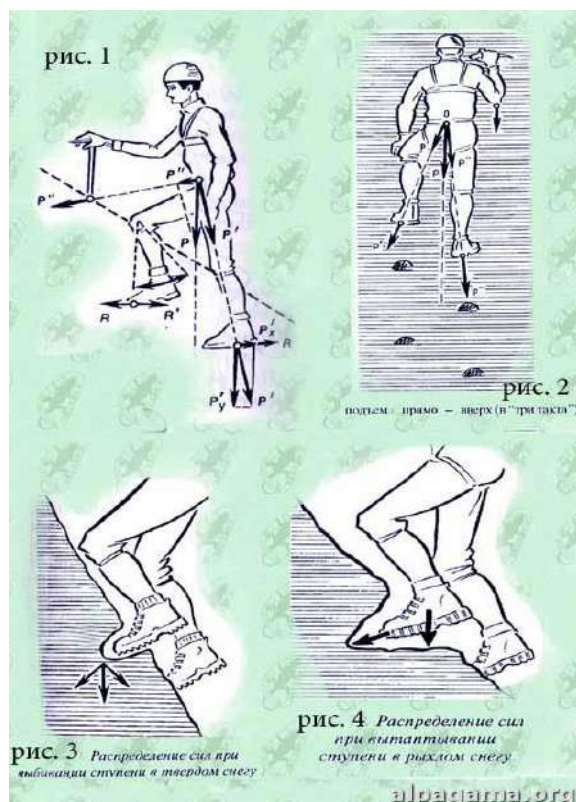 рис. 1
P"
P"
P
P'
R
R'
P'x
R
P'y
P'
O
P
P"
P'
P"
рис. 2
подъем прямо - вверх (в "три такта")
рис. 3 Распределение сил при
выбивании ступени в твердом снегу
рис. 4 Распределение сил
при вытаптывании
ступени в рыхлом снегу
alpagama.org